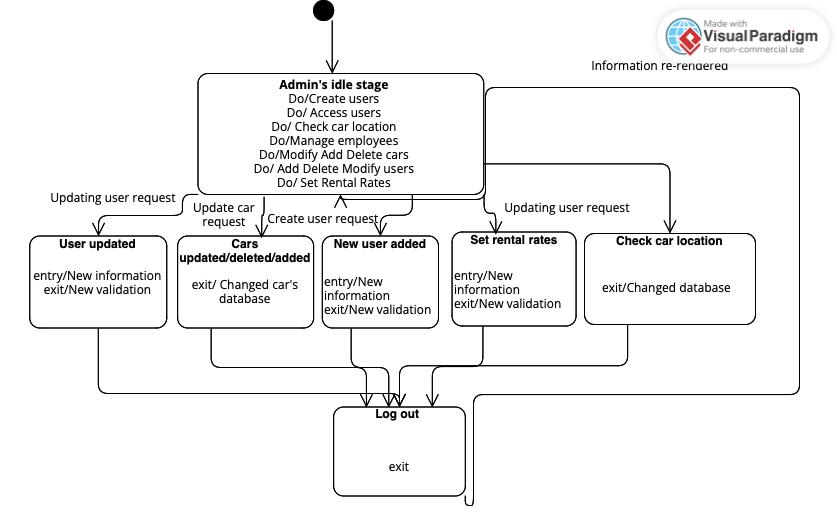 Made with
VisualParadigm
For non-commercial use
Information re-rendered
Admin's idle stage
Do/Create users
Do/ Access users
Do/ Check car location
Do/Manage employees
Do/Modify Add Delete cars
Do/ Add Delete Modify users
Do/ Set Rental Rates
Updating user request
Update car
request
Create user request
Updating user request
User updated
entry/New information
exit/New validation
Cars
updated/deleted/added
exit/ Changed car's
database
New user added
entry/New
information
exit/New validation
Set rental rates
entry/New
information
exit/New validation
Check car location
exit/Changed database
Log out
exit